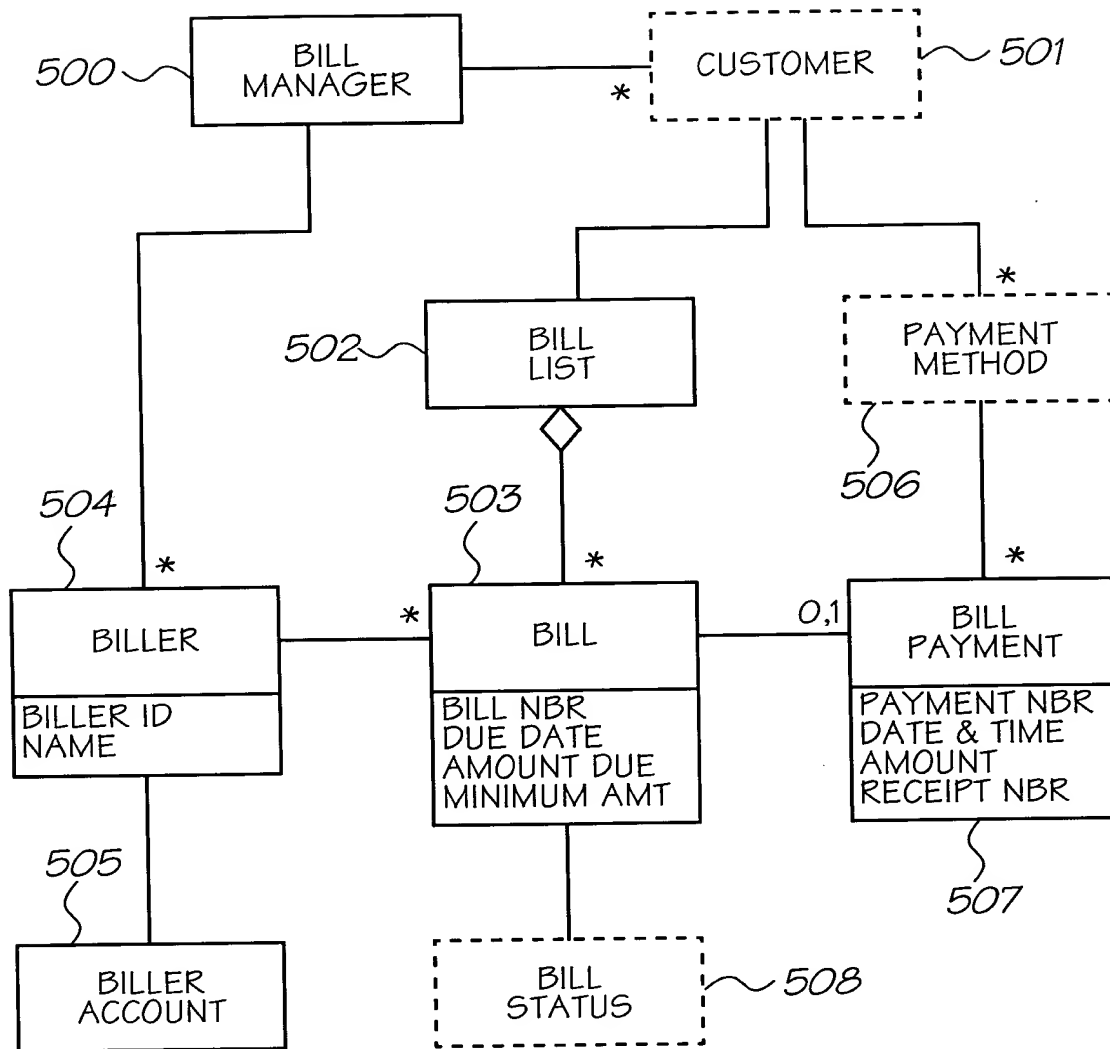 500
BILL
MANAGER
*
CUSTOMER
501
502
BILL
LIST
*
PAYMENT
METHOD
506
504
*
503
*
BILLER
BILLER ID
NAME
*
BILL
BILL NBR
DUE DATE
AMOUNT DUE
MINIMUM AMT
0,1
*
BILL
PAYMENT
PAYMENT NBR
DATE & TIME
AMOUNT
RECEIPT NBR
507
505
BILLER
ACCOUNT
BILL
STATUS
508